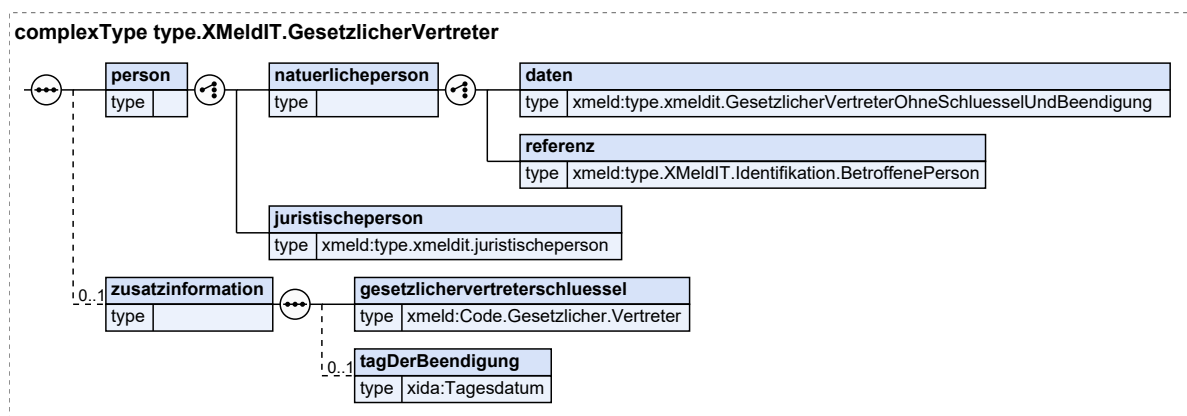 complexType type.XMeldIT.GesetzlicherVertreter
person
type
natuerlicheperson
type
daten
type xmeld:type.xmeldit.GesetzlicherVertreterOhneSchluesselUndBeendigung
referenz
type xmeld:type.XMeldIT.Identifikation.BetroffenePerson
juristischeperson
type xmeld:type.xmeldit.juristischeperson
0..1
zusatzinformation
type
gesetzlichervertreterschluessel
type xmeld:Code.Gesetzlicher.Vertreter
0..1
tagDerBeendigung
type xida:Tagesdatum